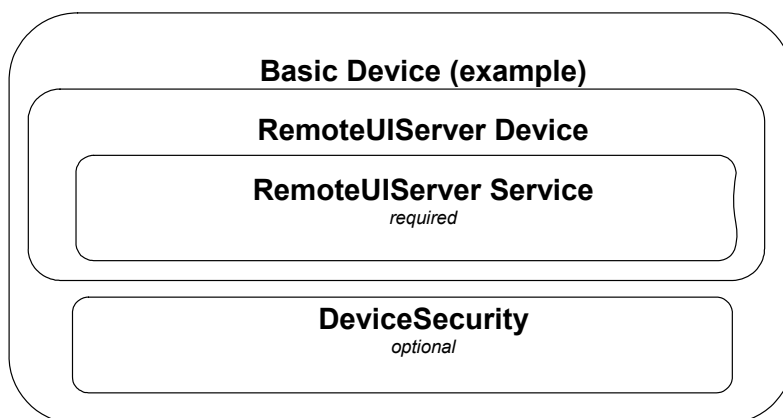 Basic Device (example)
RemoteUIServer Device
RemoteUIServer Service
required
DeviceSecurity
optional